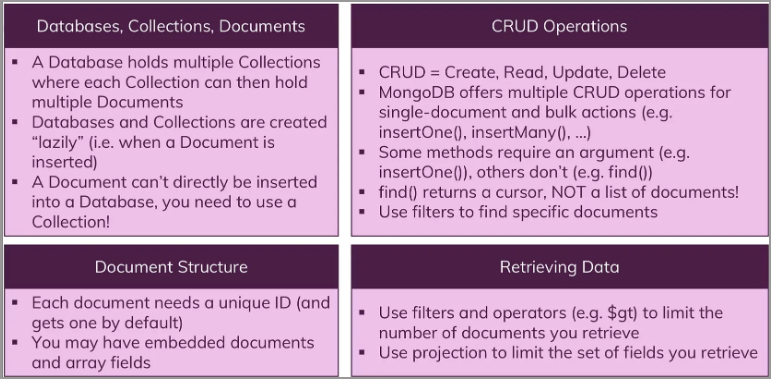 Databases, Collections, Documents
▪ A Database holds multiple Collections
where each Collection can then hold
multiple Documents
▪ Databases and Collections are created
“lazily” (i.e. when a Document is
inserted)
▪ A Document can’t directly be inserted
into a Database, you need to use a
Collection!
CRUD Operations
▪ CRUD = Create, Read, Update, Delete
▪ MongoDB offers multiple CRUD operations for
single-document and bulk actions (e.g.
insertOne(), insertMany(), ...)
▪ Some methods require an argument (e.g.
insertOne()), others don’t (e.g. find())
▪ find() returns a cursor, NOT a list of documents!
▪ Use filters to find specific documents
Document Structure
▪ Each document needs a unique ID (and
gets one by default)
▪ You may have embedded documents
and array fields
Retrieving Data
▪ Use filters and operators (e.g. $gt) to limit the
number of documents you retrieve
▪ Use projection to limit the set of fields you retrieve